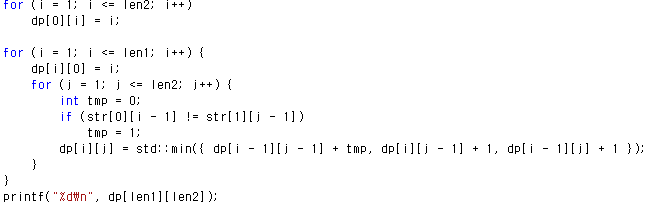 for (i = 1; i <= len2; i++)
    dp[0][i] = i;

for (i = 1; i <= len1; i++) {
    dp[i][0] = i;
    for (j = 1; j <= len2; j++) {
        int tmp = 0;
        if (str[0][i - 1] != str[1][j - 1])
            tmp = 1;
        dp[i][j] = std::min({ dp[i - 1][j - 1] + tmp, dp[i][j - 1] + 1, dp[i - 1][j] + 1 });
    }
}
printf("%d₩n", dp[len1][len2]);